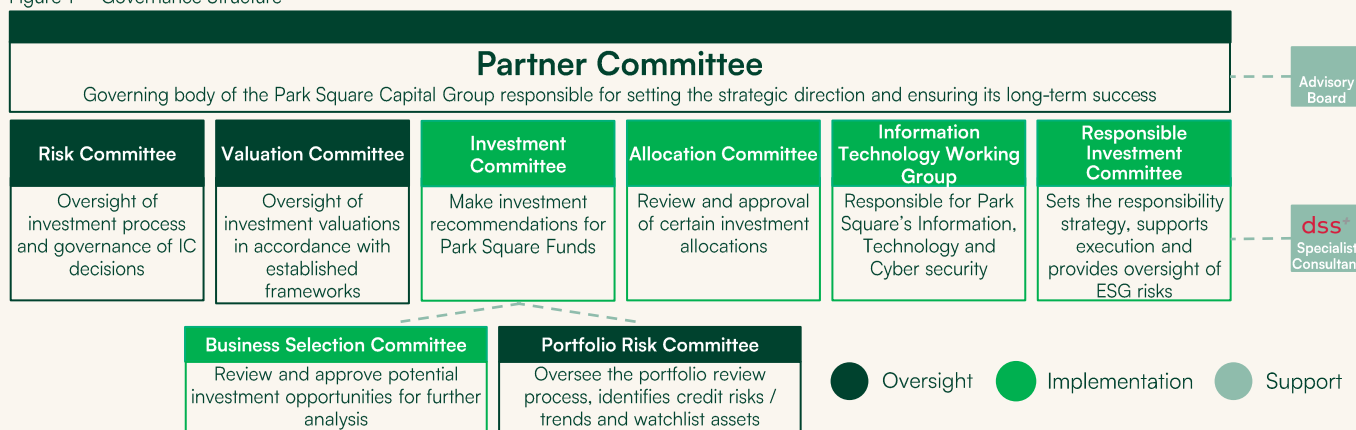 Figure 1 – Governance Structure
Partner Committee
Governing body of the Park Square Capital Group responsible for setting the strategic direction and ensuring its long-term success
Advisory
Board
Risk Committee
Oversight of
investment process
and governance of IC
decisions
Valuation Committee
Oversight of
investment valuations
in accordance with
established
frameworks
Investment
Committee
Make investment
recommendations for
Park Square Funds
Allocation Committee
Review and approval
of certain investment
allocations
Information
Technology Working
Group
Responsible for Park
Square's Information,
Technology and
Cyber security
Responsible
Investment
Committee
Sets the responsibility
strategy, supports
execution and
provides oversight of
ESG risks
dss+
Specialist
Consultan
Business Selection Committee
Review and approve potential
investment opportunities for further
analysis
Portfolio Risk Committee
Oversee the portfolio review
process, identifies credit risks /
trends and watchlist assets
Oversight
Implementation
Support